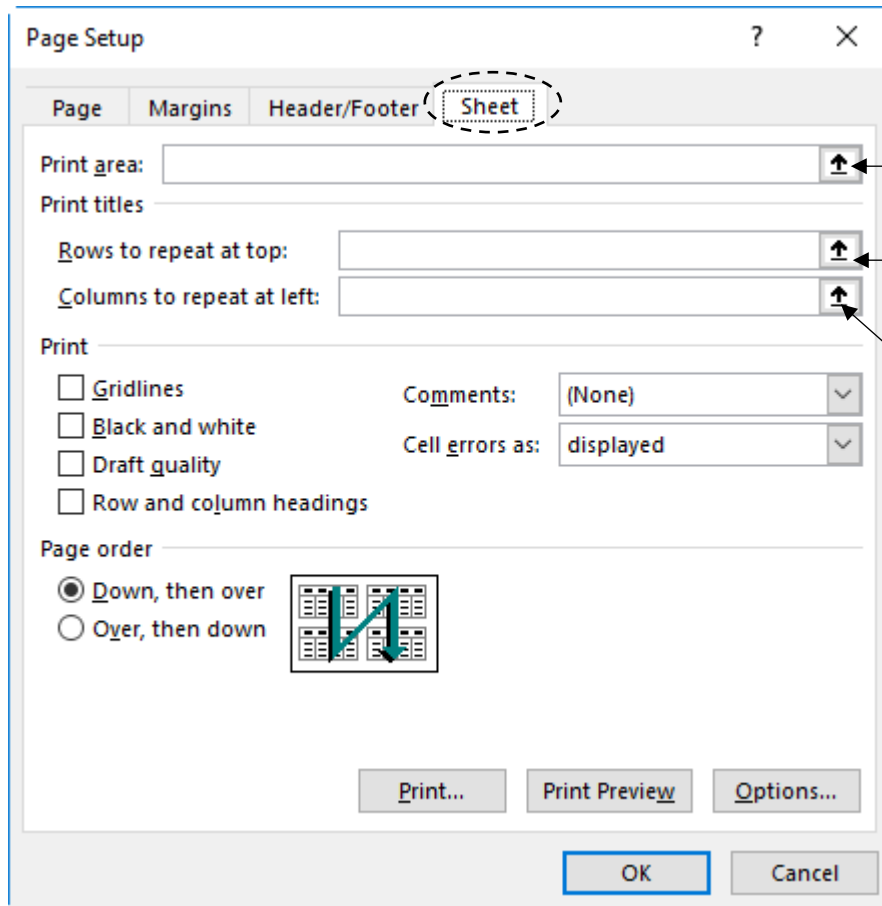 Page Setup ?
Page Margins Header/Footer Sheet
Print area:
Print titles
Rows to repeat at top:
Columns to repeat at left:
Print
Gridlines Comments: (None)
Black and white
Cell errors as: displayed
Draft quality
Row and column headings
Page order
Down, then over
Over, then down
Print... Print Preview Options...
OK Cancel